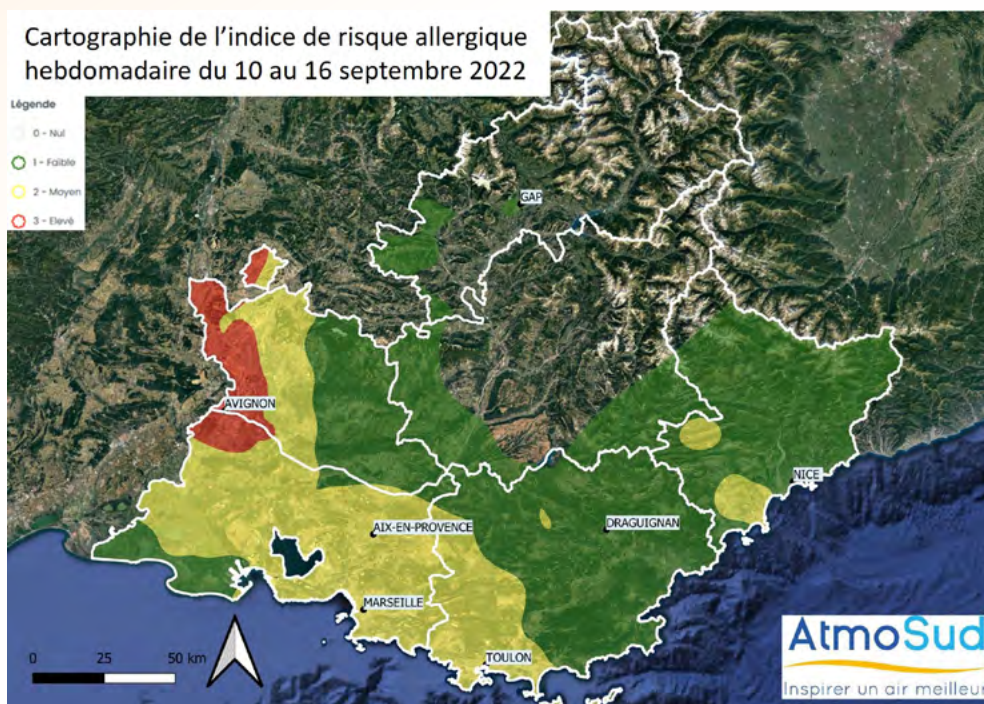 Cartographie de l'indice de risque allergique
hebdomadaire du 10 au 16 septembre 2022
Légende
0 - Nul
1 - Faible
2 - Moyen
3 - Elevé
GAP
AVIGNON
NICE
AIX-EN-PROVENCE
DRAGUIGNAN
MARSEILLE
TOULON
0 25 50 km
AtmoSud
Inspirer un air meilleur